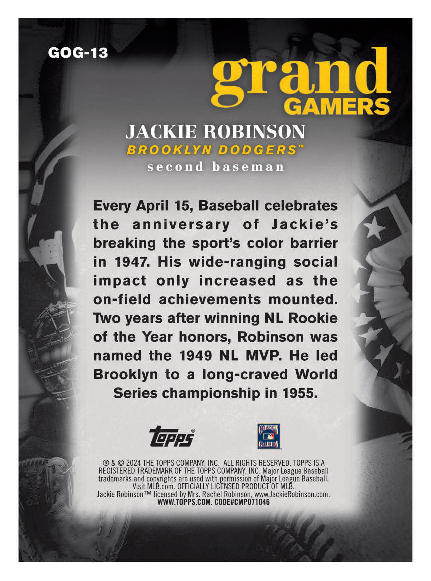 GOG-13
grand
GAMERS
JACKIE ROBINSON
BROOKLYN DODGERS™
second baseman
Every April 15, Baseball celebrates
the anniversary of Jackie's
breaking the sport's color barrier
in 1947. His wide-ranging social
impact only increased as the
on-field achievements mounted.
Two years after winning NL Rookie
of the Year honors, Robinson was
named the 1949 NL MVP. He led
Brooklyn to a long-craved World
Series championship in 1955.
Topps®
® & © 2024 THE TOPPS COMPANY, INC. ALL RIGHTS RESERVED. TOPPS IS A
REGISTERED TRADEMARK OF THE TOPPS COMPANY, INC. Major League Baseball
trademarks and copyrights are used with permission of Major League Baseball.
Visit MLB.com. OFFICIALLY LICENSED PRODUCT OF MLB.
Jackie Robinson™ licensed by Mrs. Rachel Robinson, www.JackieRobinson.com.
WWW.TOPPS.COM. CODE#CMP071046